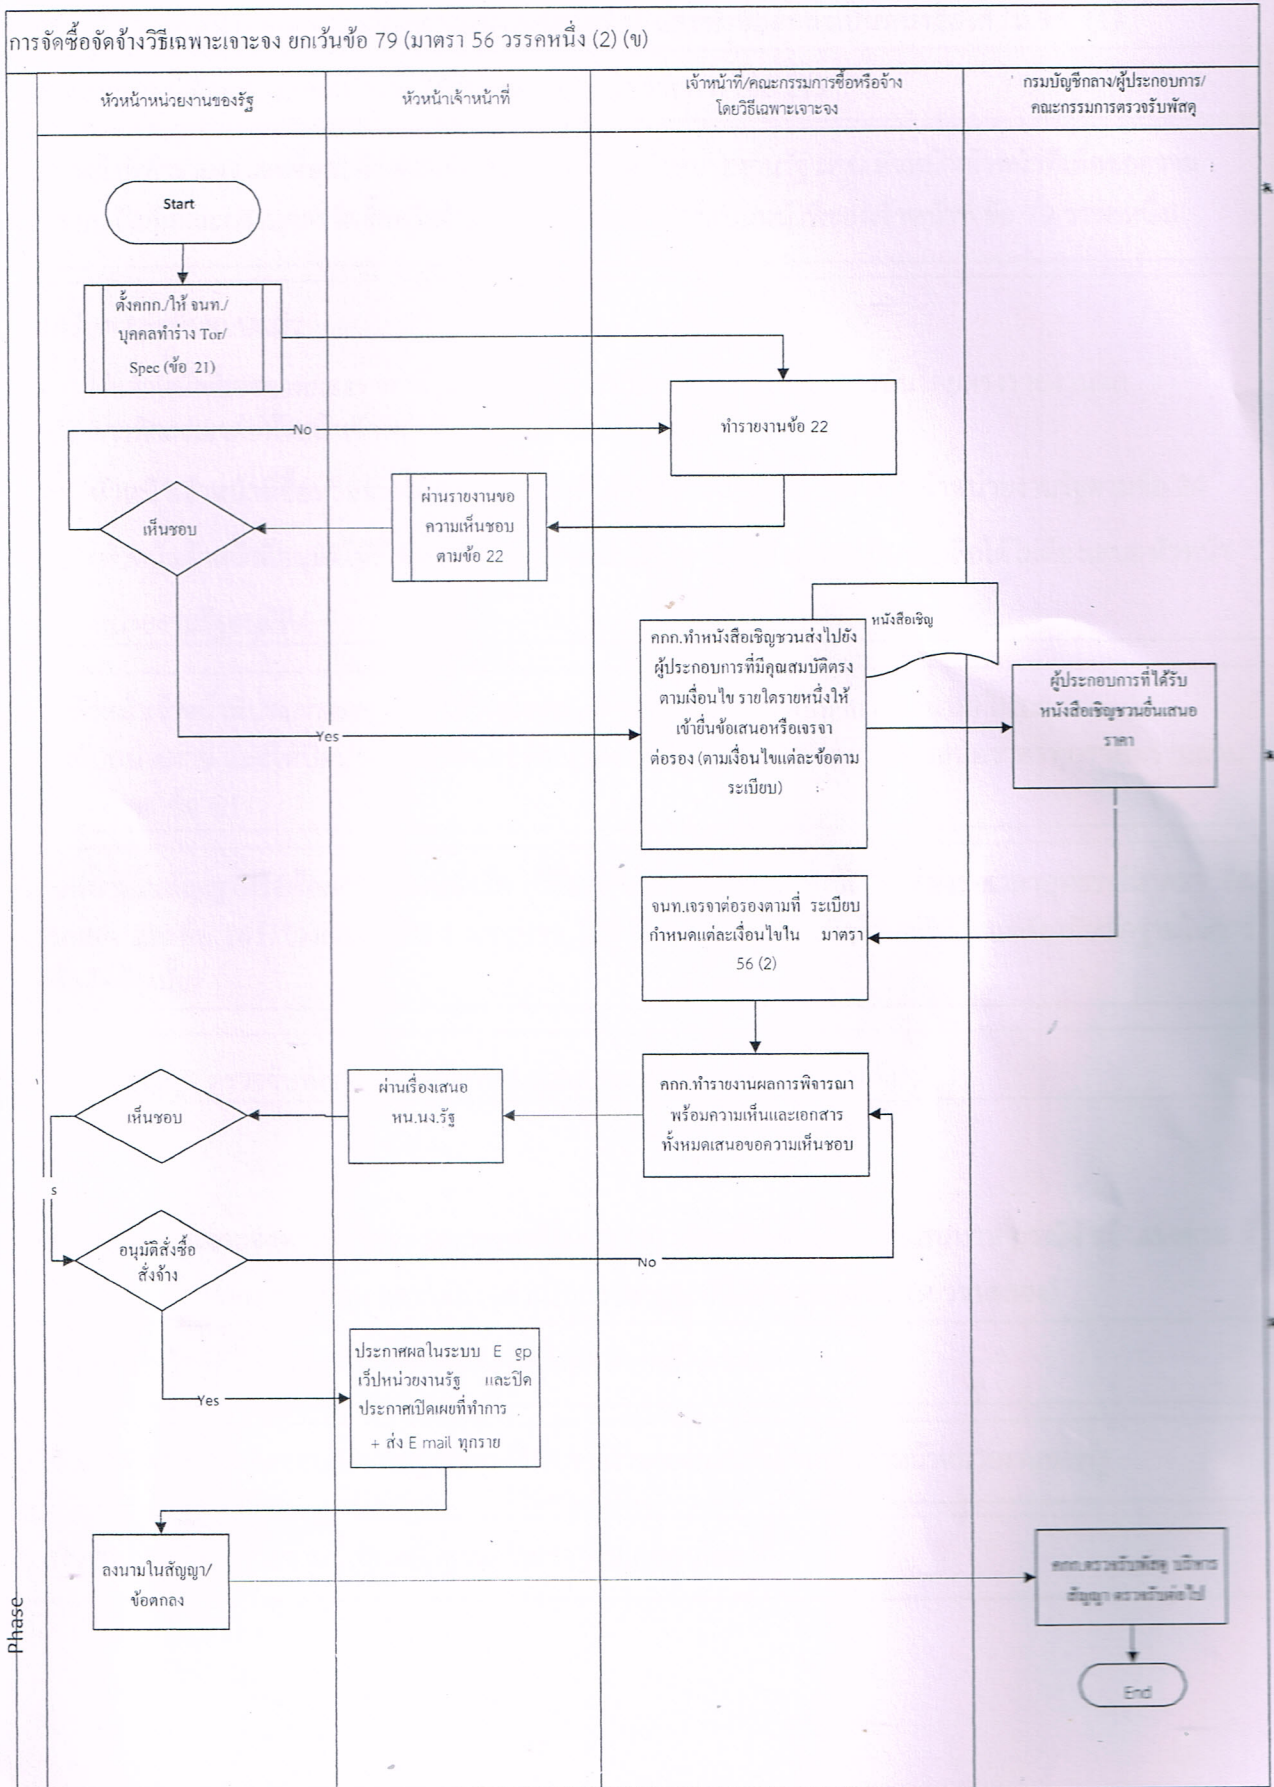 การจัดซื้อจัดจ้างวิธีเฉพาะเจาะจง ยกเว้นข้อ 79 (มาตรา 56 วรรคหนึ่ง (2) (ข)
หัวหน้าหน่วยงานของรัฐ
หัวหน้าเจ้าหน้าที่
เจ้าหน้าที่/คณะกรรมการซื้อหรือจ้าง
โดยวิธีเฉพาะเจาะจง
กรมบัญชีกลาง/ผู้ประกอบการ/
คณะกรรมการตรวจรับพัสดุ
Start
ตั้งคกก./ให้ จนท./
บุคคลทำร่าง Tor/
Spec (ข้อ 21)
ทำรายงานข้อ 22
No
ผ่านรายงานขอ
ความเห็นชอบ
ตามข้อ 22
เห็นชอบ
Yes
หนังสือเชิญ
คกก.ทำหนังสือเชิญชวนส่งไปยัง
ผู้ประกอบการที่มีคุณสมบัติตรง
ตามเงื่อนไข รายใดรายหนึ่งให้
เข้ายื่นข้อเสนอหรือเจรจา
ต่อรอง (ตามเงื่อนไขแต่ละข้อตาม
ระเบียบ)
ผู้ประกอบการที่ได้รับ
หนังสือเชิญชวนยื่นเสนอ
ราคา
จนท.เจรจาต่อรองตามที่ ระเบียบ
กำหนดแต่ละเงื่อนไขใน มาตรา
56 (2)
คกก.ทำรายงานผลการพิจารณา
พร้อมความเห็นและเอกสาร
ทั้งหมดเสนอขอความเห็นชอบ
ผ่านเรื่องเสนอ
หน.นง.รัฐ
เห็นชอบ
s
อนุมัติสั่งซื้อ
สั่งจ้าง
No
Yes
ประกาศผลในระบบ E gp
เว็ปหน่วยงานรัฐ และปิด
ประกาศเปิดเผยที่ทำการ
+ ส่ง E mail ทุกราย
ลงนามในสัญญา/
ข้อตกลง
คกก.ตรวจรับพัสดุ บริหาร
สัญญา ตรวจรับต่อไป
End
Phase